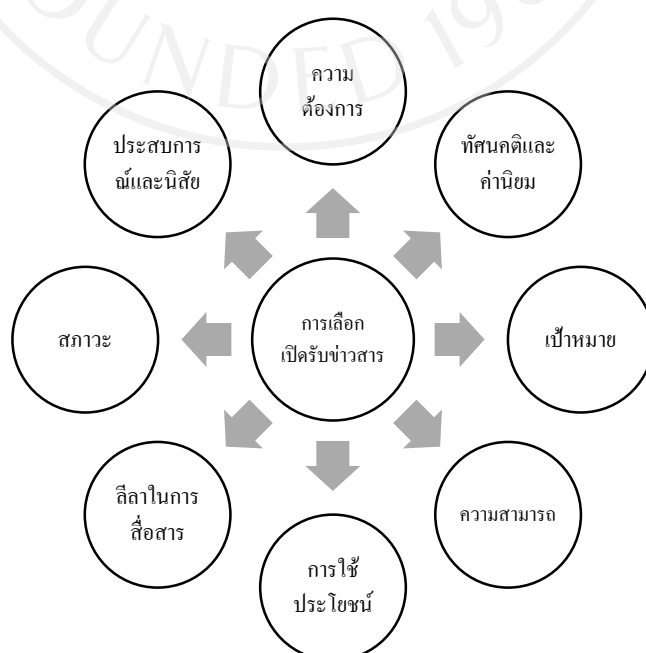 OUNDED 19
ความ
ต้องการ
ทัศนคติและ
ค่านิยม
เป้าหมาย
ความสามารถ
การใช้
ประโยชน์
ลีลาในการ
สื่อสาร
สภาวะ
ประสบการ
ณ์และนิสัย
การเลือก
เปิดรับข่าวสาร